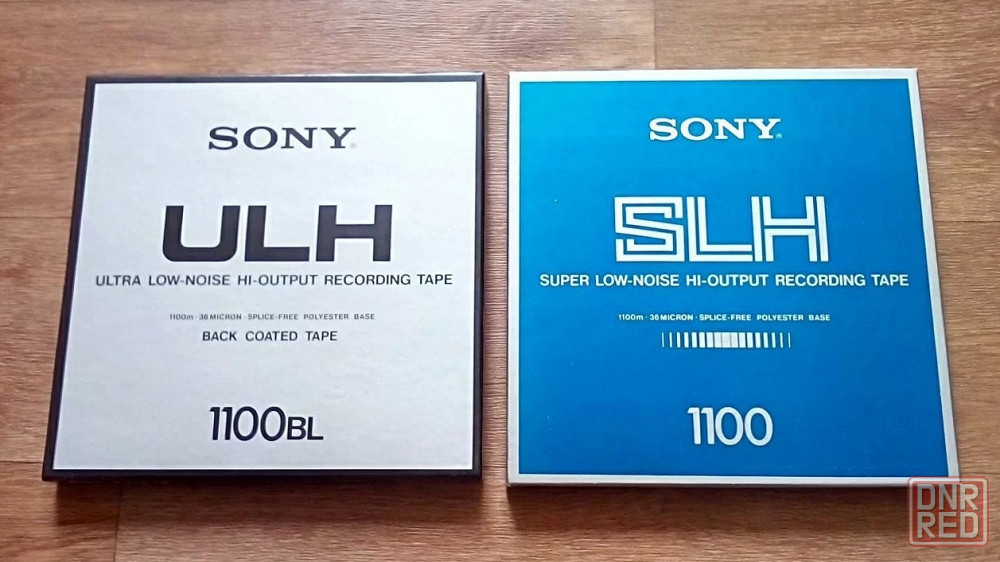 SONY®
ULH
ULTRA LOW-NOISE HI-OUTPUT RECORDING TAPE
1100m · 36 MICRON · SPLICE-FREE POLYESTER BASE
BACK COATED TAPE
1100BL
SONY®
SLH
SUPER LOW-NOISE HI-OUTPUT RECORDING TAPE
1100m · 36 MICRON · SPLICE-FREE POLYESTER BASE
1100
DNR
RED